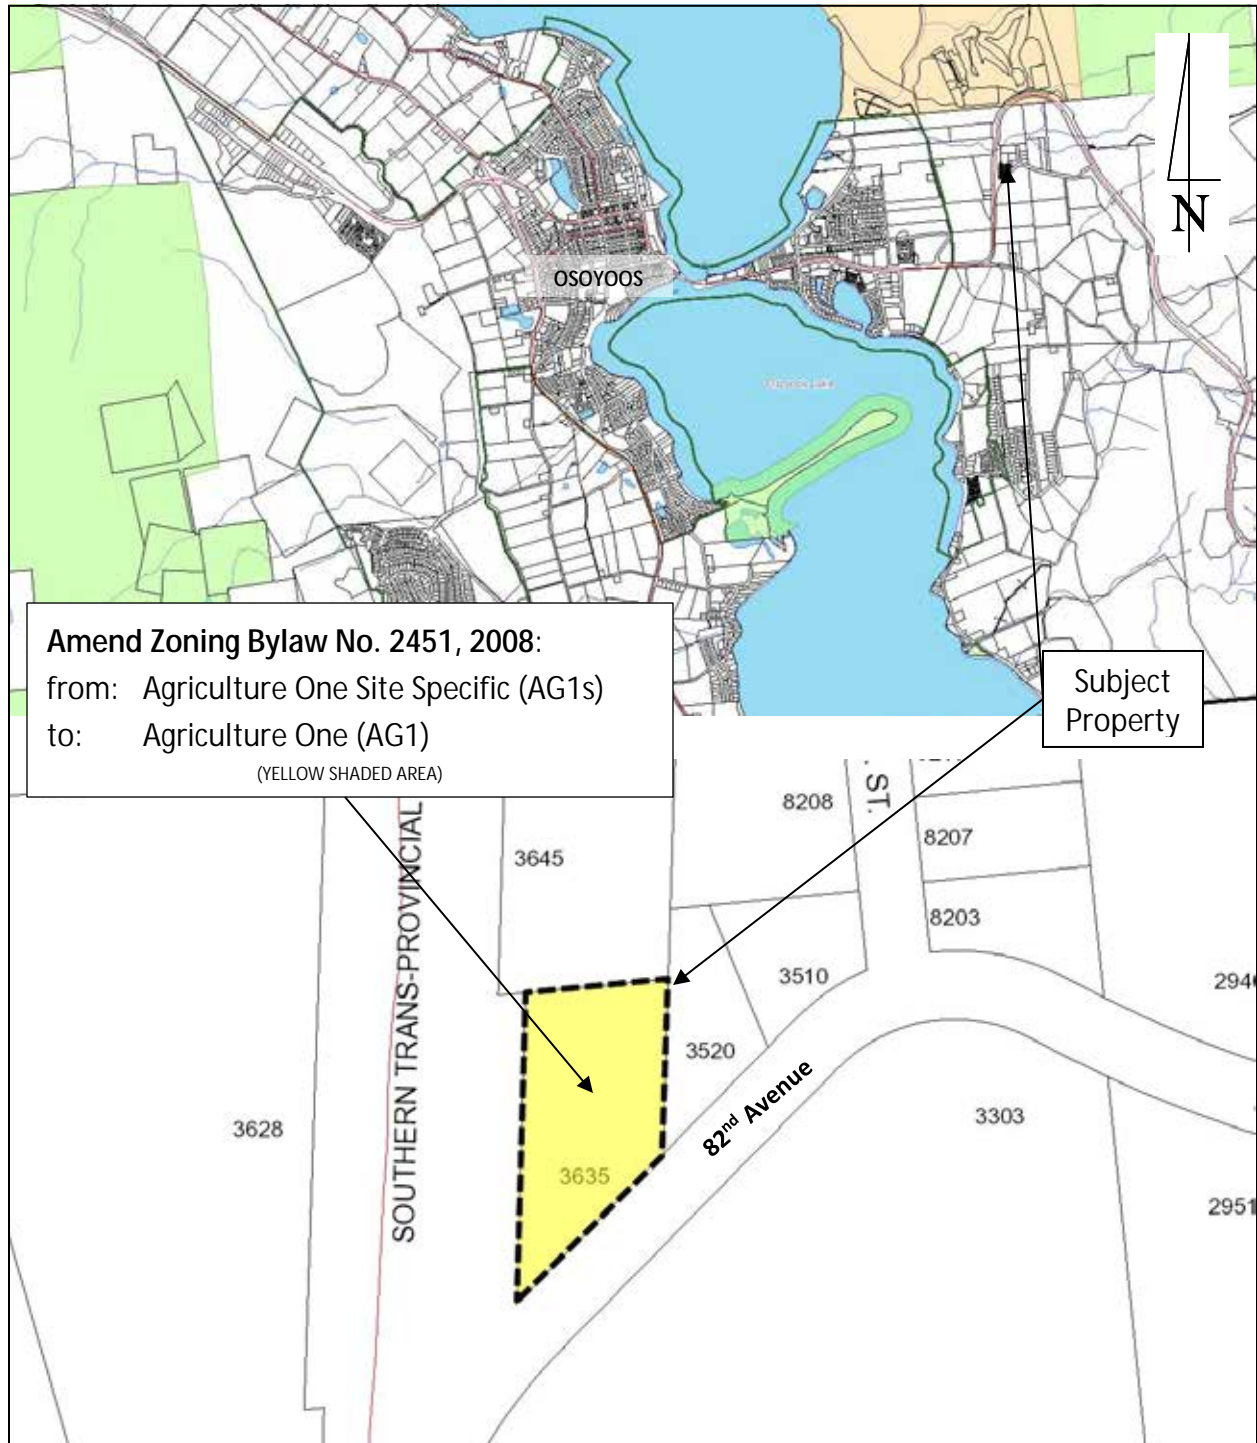 N
OSOYOOS
Amend Zoning Bylaw No. 2451, 2008:
from: Agriculture One Site Specific (AG1s)
to: Agriculture One (AG1)
(YELLOW SHADED AREA)
Subject
Property
SOUTHERN TRANS-PROVINCIAL
ST.
8208
8207
3645
8203
3510
3520
3628
3635
82nd Avenue
3303
2951